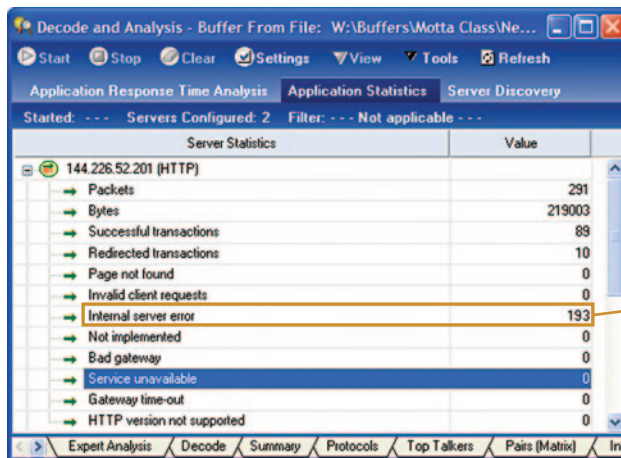 Decode and Analysis - Buffer From File: W:\Buffers\Motta Class\Ne...
Start Stop Clear Settings View Tools Refresh
Application Response Time Analysis Application Statistics Server Discovery
Started: - - - Servers Configured: 2 Filter: - - - Not applicable - - -
Server Statistics Value
144.226.52.201 (HTTP)
Packets 291
Bytes 219003
Successful transactions 89
Redirected transactions 10
Page not found 0
Invalid client requests 0
Internal server error 193
Not implemented 0
Bad gateway 0
Service unavailable 0
Gateway time-out 0
HTTP version not supported 0
Expert Analysis Decode Summary Protocols Top Talkers Pairs (Matrix) In